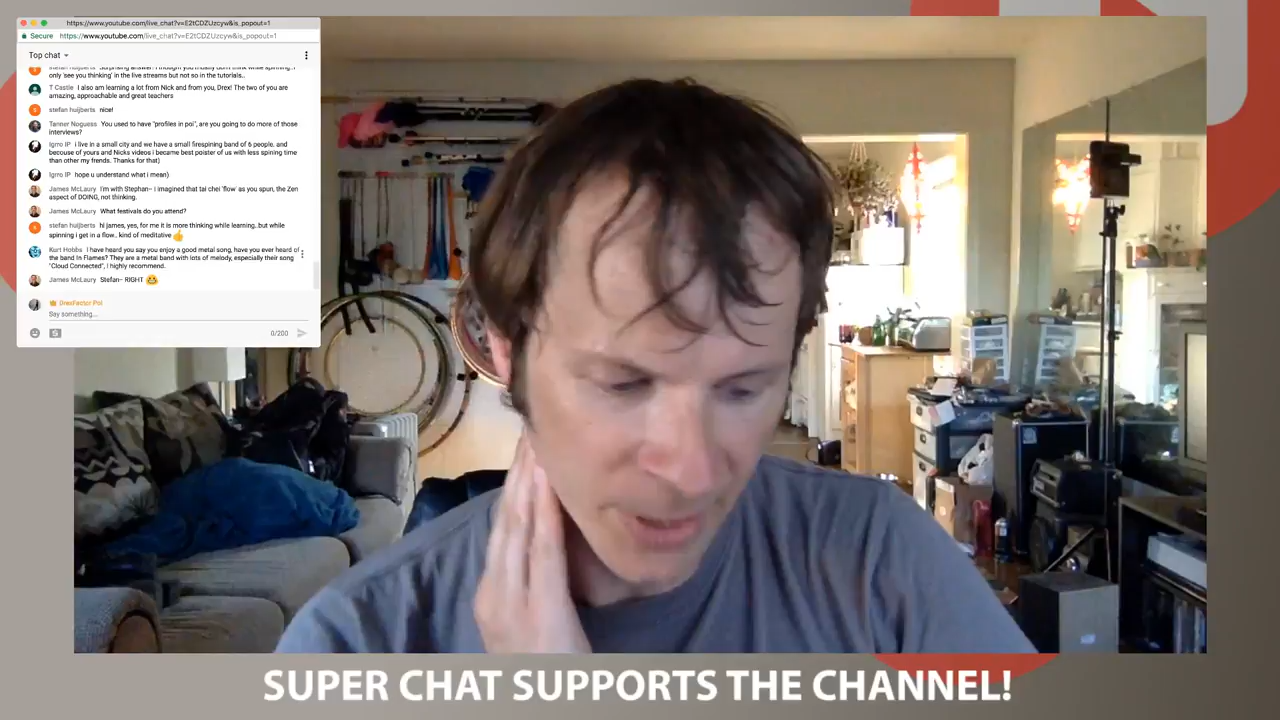 https://www.youtube.com/live_chat?v=E2tCDZUzcyw&is_popout=1
Secure https://www.youtube.com/live_chat?v=E2tCDZUzcyw&is_popout=1
Top chat
only 'see you thinking' in the live streams but not so in the tutorials..
T Castle I also am learning a lot from Nick and from you, Drex! The two of you are
amazing, approachable and great teachers
stefan huijberts nice!
Tanner Noguess You used to have "profiles in poi", are you going to do more of those
interviews?
Igrro IP i live in a small city and we have a small firespining band of 6 people. and
becouse of yours and Nicks videos i became best poister of us with less spining time
than other my frends. Thanks for that)
Igrro IP hope u understand what i mean)
James McLaury I'm with Stephan-- I imagined that tai chei 'flow' as you spun, the Zen
aspect of DOING, not thinking.
James McLaury What festivals do you attend?
stefan huijberts hi james, yes, for me it is more thinking while learning..but while
spinning i get in a flow.. kind of meditative 👍
Kurt Hobbs I have heard you say you enjoy a good metal song, have you ever heard of
the band In Flames? They are a metal band with lots of melody, especially their song
"Cloud Connected", I highly recommend.
James McLaury Stefan-- RIGHT 😀
DrexFactor Poi
Say something...
0/200
SUPER CHAT SUPPORTS THE CHANNEL!